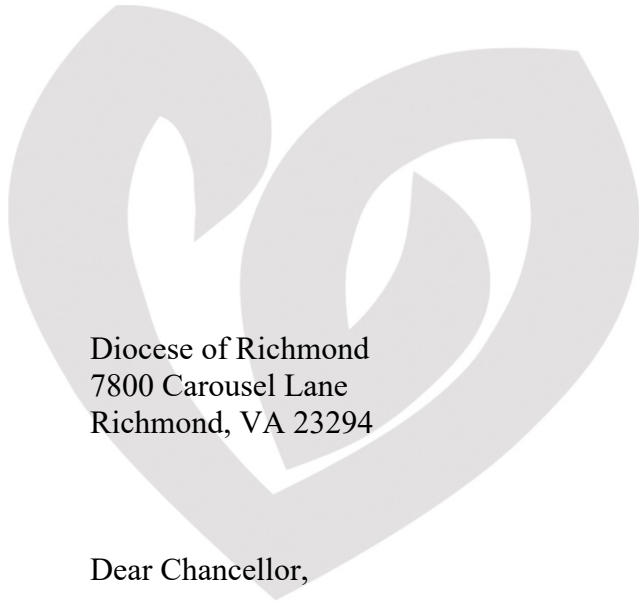 Diocese of Richmond
7800 Carousel Lane
Richmond, VA 23294
Dear Chancellor,